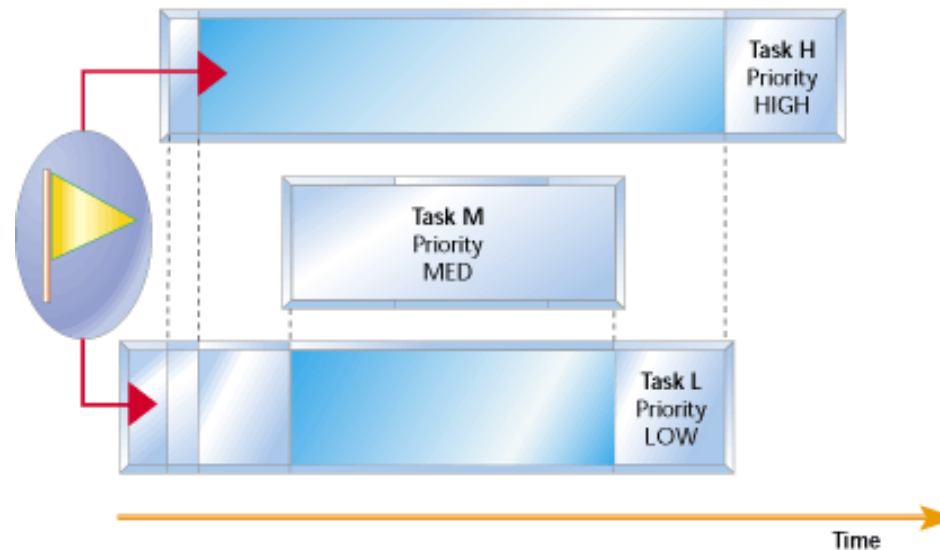 Task H
Priority
HIGH
Task M
Priority
MED
Task L
Priority
LOW
Time